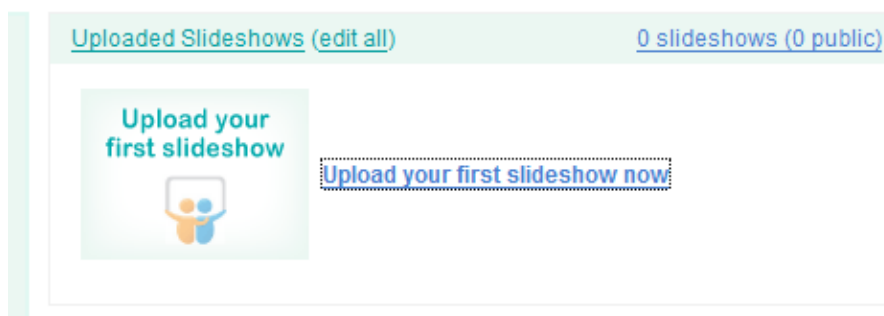 Uploaded Slideshows (edit all) 0 slideshows (0 public)
Upload your
first slideshow
Upload your first slideshow now